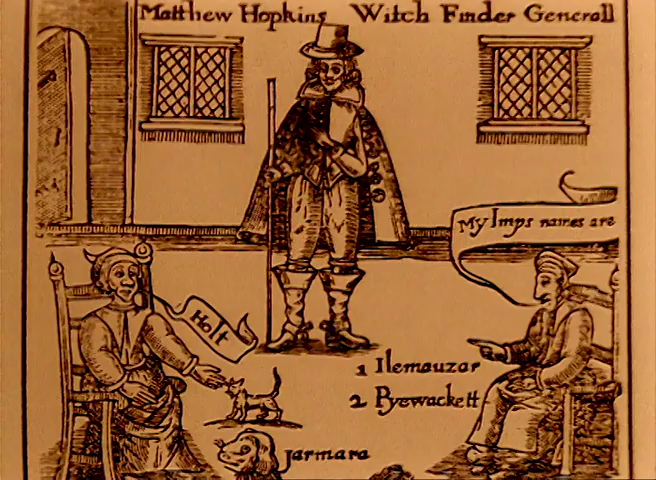 Matthew Hopkins Witch Finder Generall
My Imps names are
Holt
1 Ilemauzar
2 Pyewackett
Jarmara